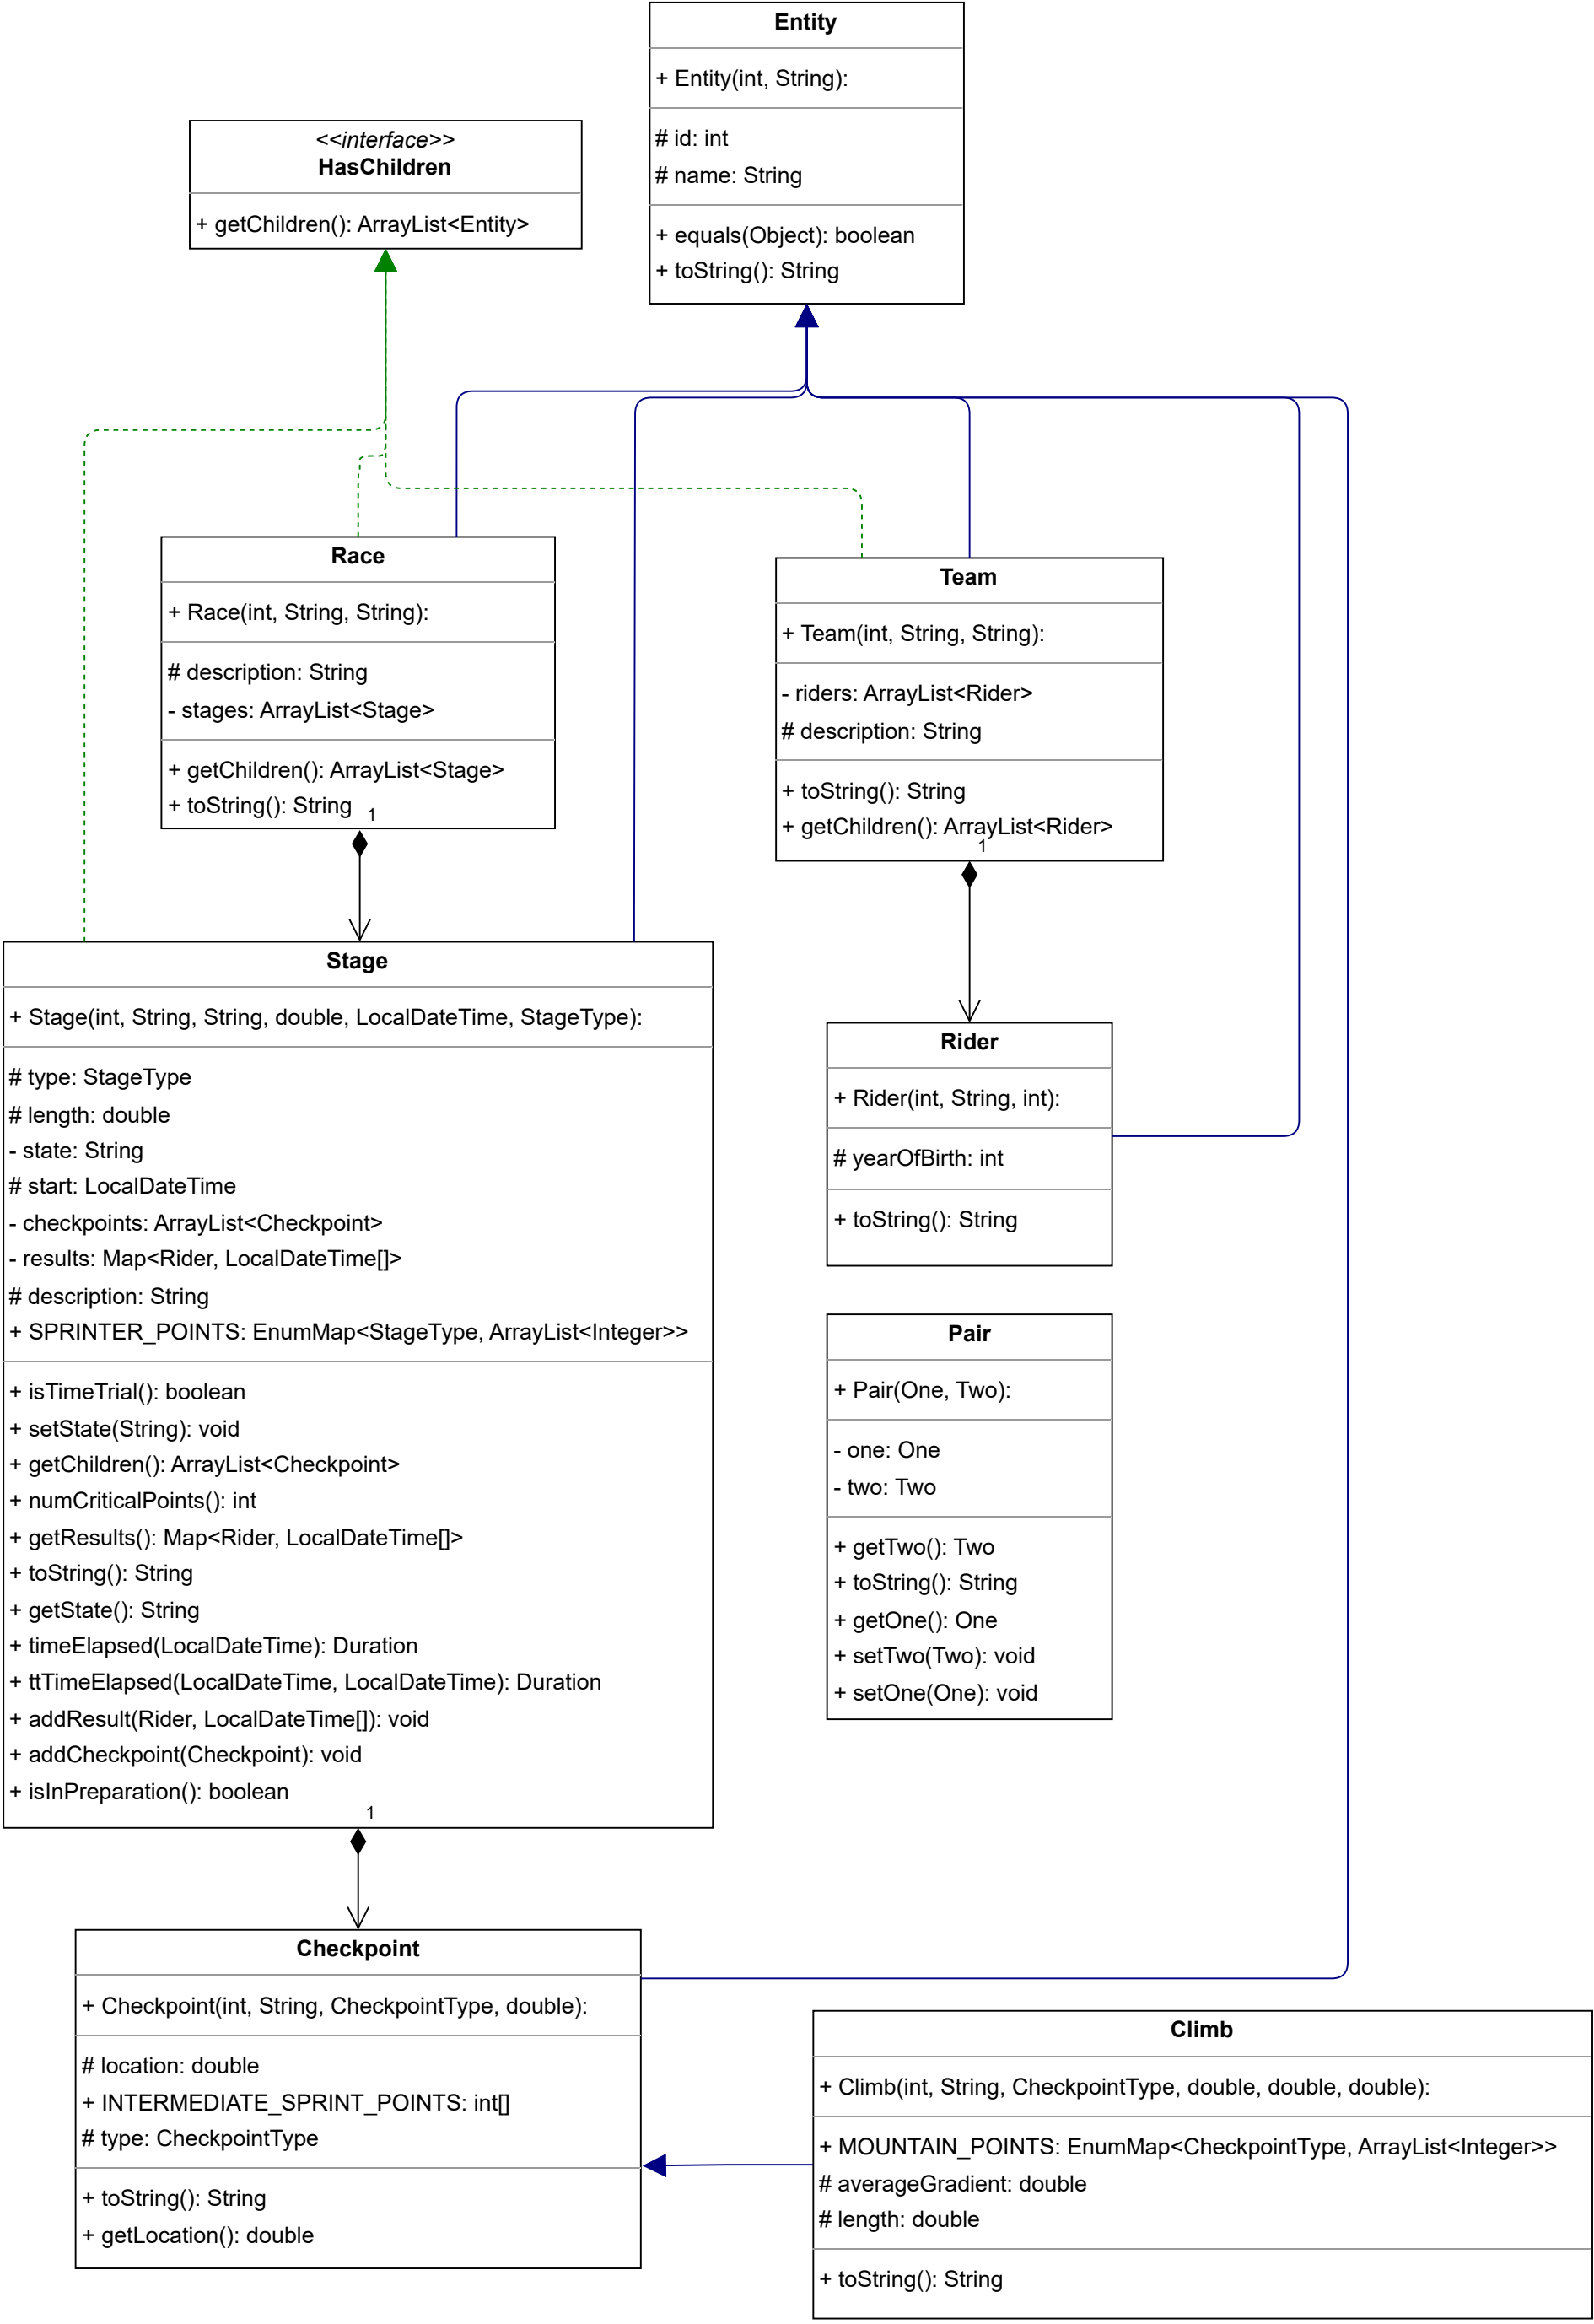 Entity
+ Entity(int, String):
# id: int
# name: String
+ equals(Object): boolean
+ toString(): String
<<interface>>
HasChildren
+ getChildren(): ArrayList<Entity>
Race
+ Race(int, String, String):
# description: String
- stages: ArrayList<Stage>
+ getChildren(): ArrayList<Stage>
+ toString(): String
1
Team
+ Team(int, String, String):
- riders: ArrayList<Rider>
# description: String
+ toString(): String
+ getChildren(): ArrayList<Rider>
1
Stage
+ Stage(int, String, String, double, LocalDateTime, StageType):
# type: StageType
# length: double
- state: String
# start: LocalDateTime
- checkpoints: ArrayList<Checkpoint>
- results: Map<Rider, LocalDateTime[]>
# description: String
+ SPRINTER_POINTS: EnumMap<StageType, ArrayList<Integer>>
+ isTimeTrial(): boolean
+ setState(String): void
+ getChildren(): ArrayList<Checkpoint>
+ numCriticalPoints(): int
+ getResults(): Map<Rider, LocalDateTime[]>
+ toString(): String
+ getState(): String
+ timeElapsed(LocalDateTime): Duration
+ ttTimeElapsed(LocalDateTime, LocalDateTime): Duration
+ addResult(Rider, LocalDateTime[]): void
+ addCheckpoint(Checkpoint): void
+ isInPreparation(): boolean
1
Rider
+ Rider(int, String, int):
# yearOfBirth: int
+ toString(): String
Pair
+ Pair(One, Two):
- one: One
- two: Two
+ getTwo(): Two
+ toString(): String
+ getOne(): One
+ setTwo(Two): void
+ setOne(One): void
Checkpoint
+ Checkpoint(int, String, CheckpointType, double):
# location: double
+ INTERMEDIATE_SPRINT_POINTS: int[]
# type: CheckpointType
+ toString(): String
+ getLocation(): double
Climb
+ Climb(int, String, CheckpointType, double, double, double):
+ MOUNTAIN_POINTS: EnumMap<CheckpointType, ArrayList<Integer>>
# averageGradient: double
# length: double
+ toString(): String